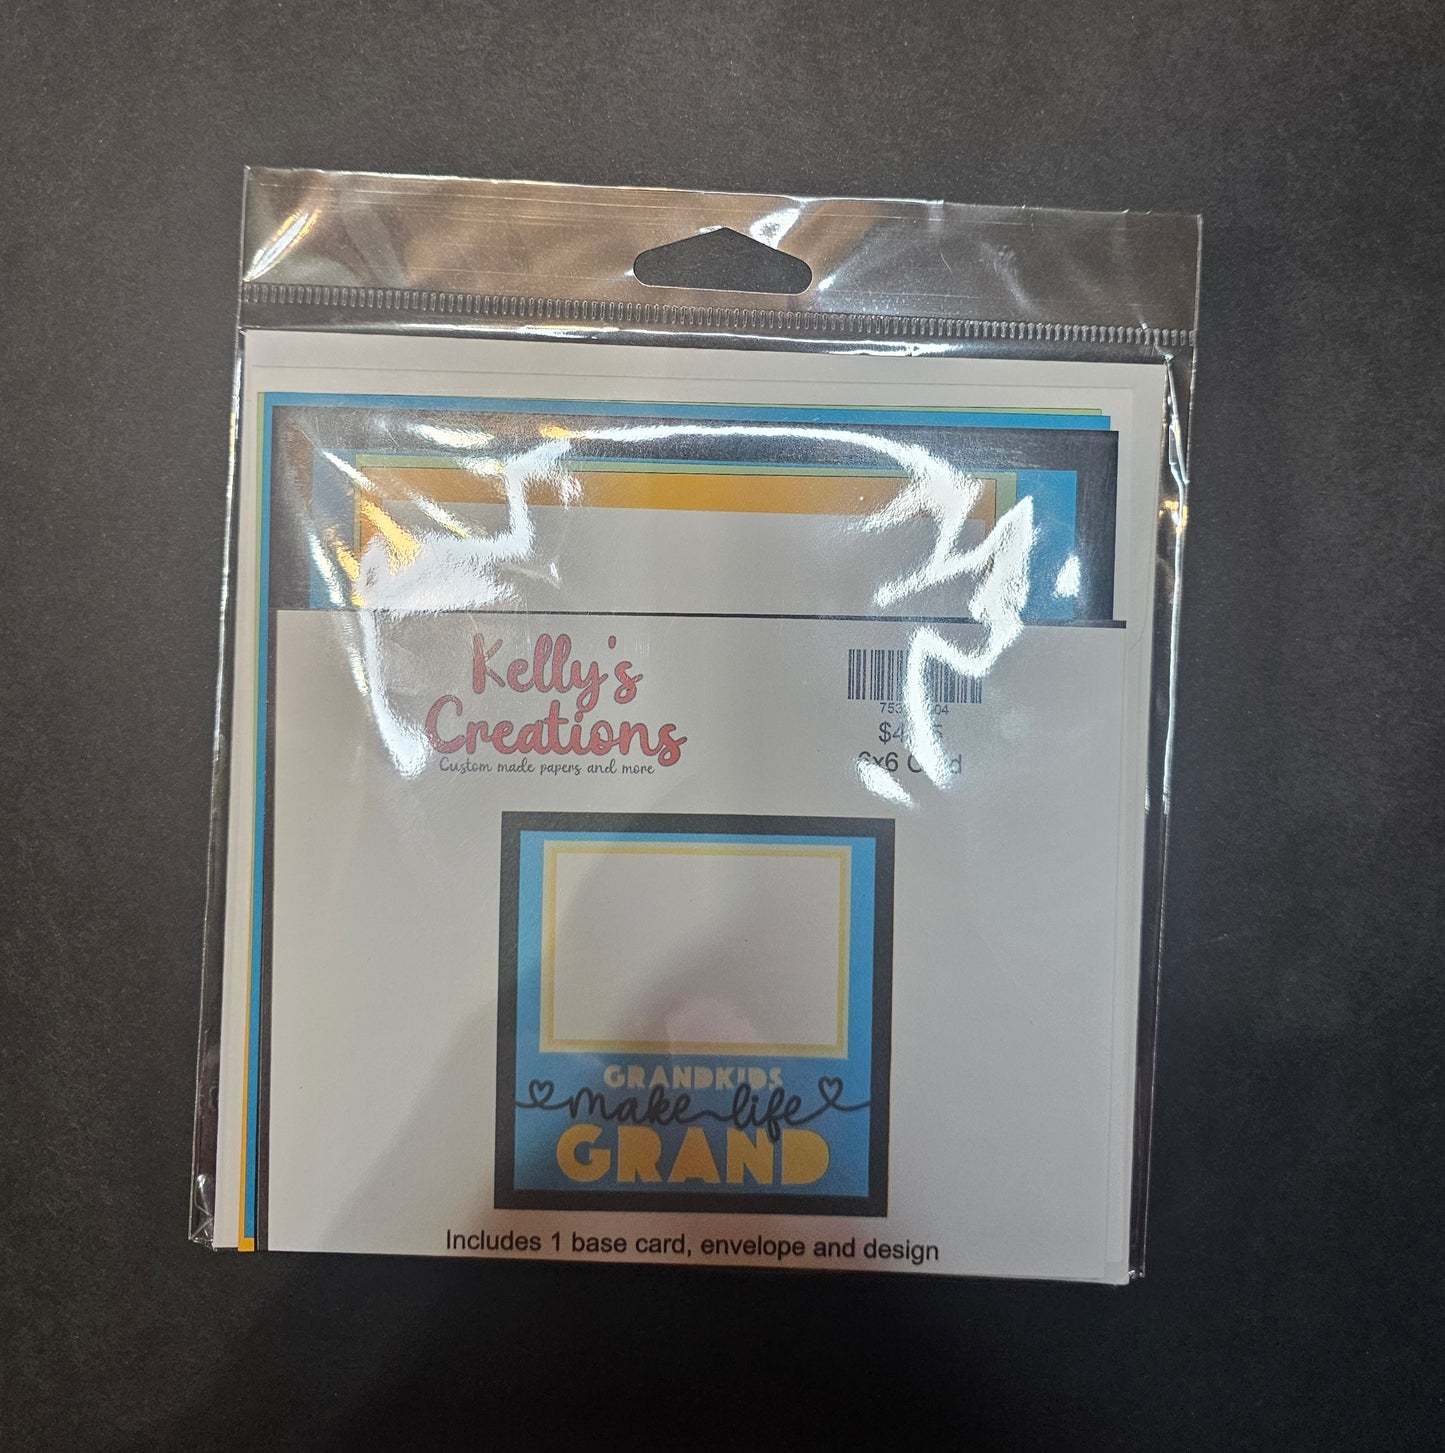 Kelly's
Creations
Custom made papers and more
6x6
GRANDKIDS
make life
GRAND
Includes 1 base card, envelope and design